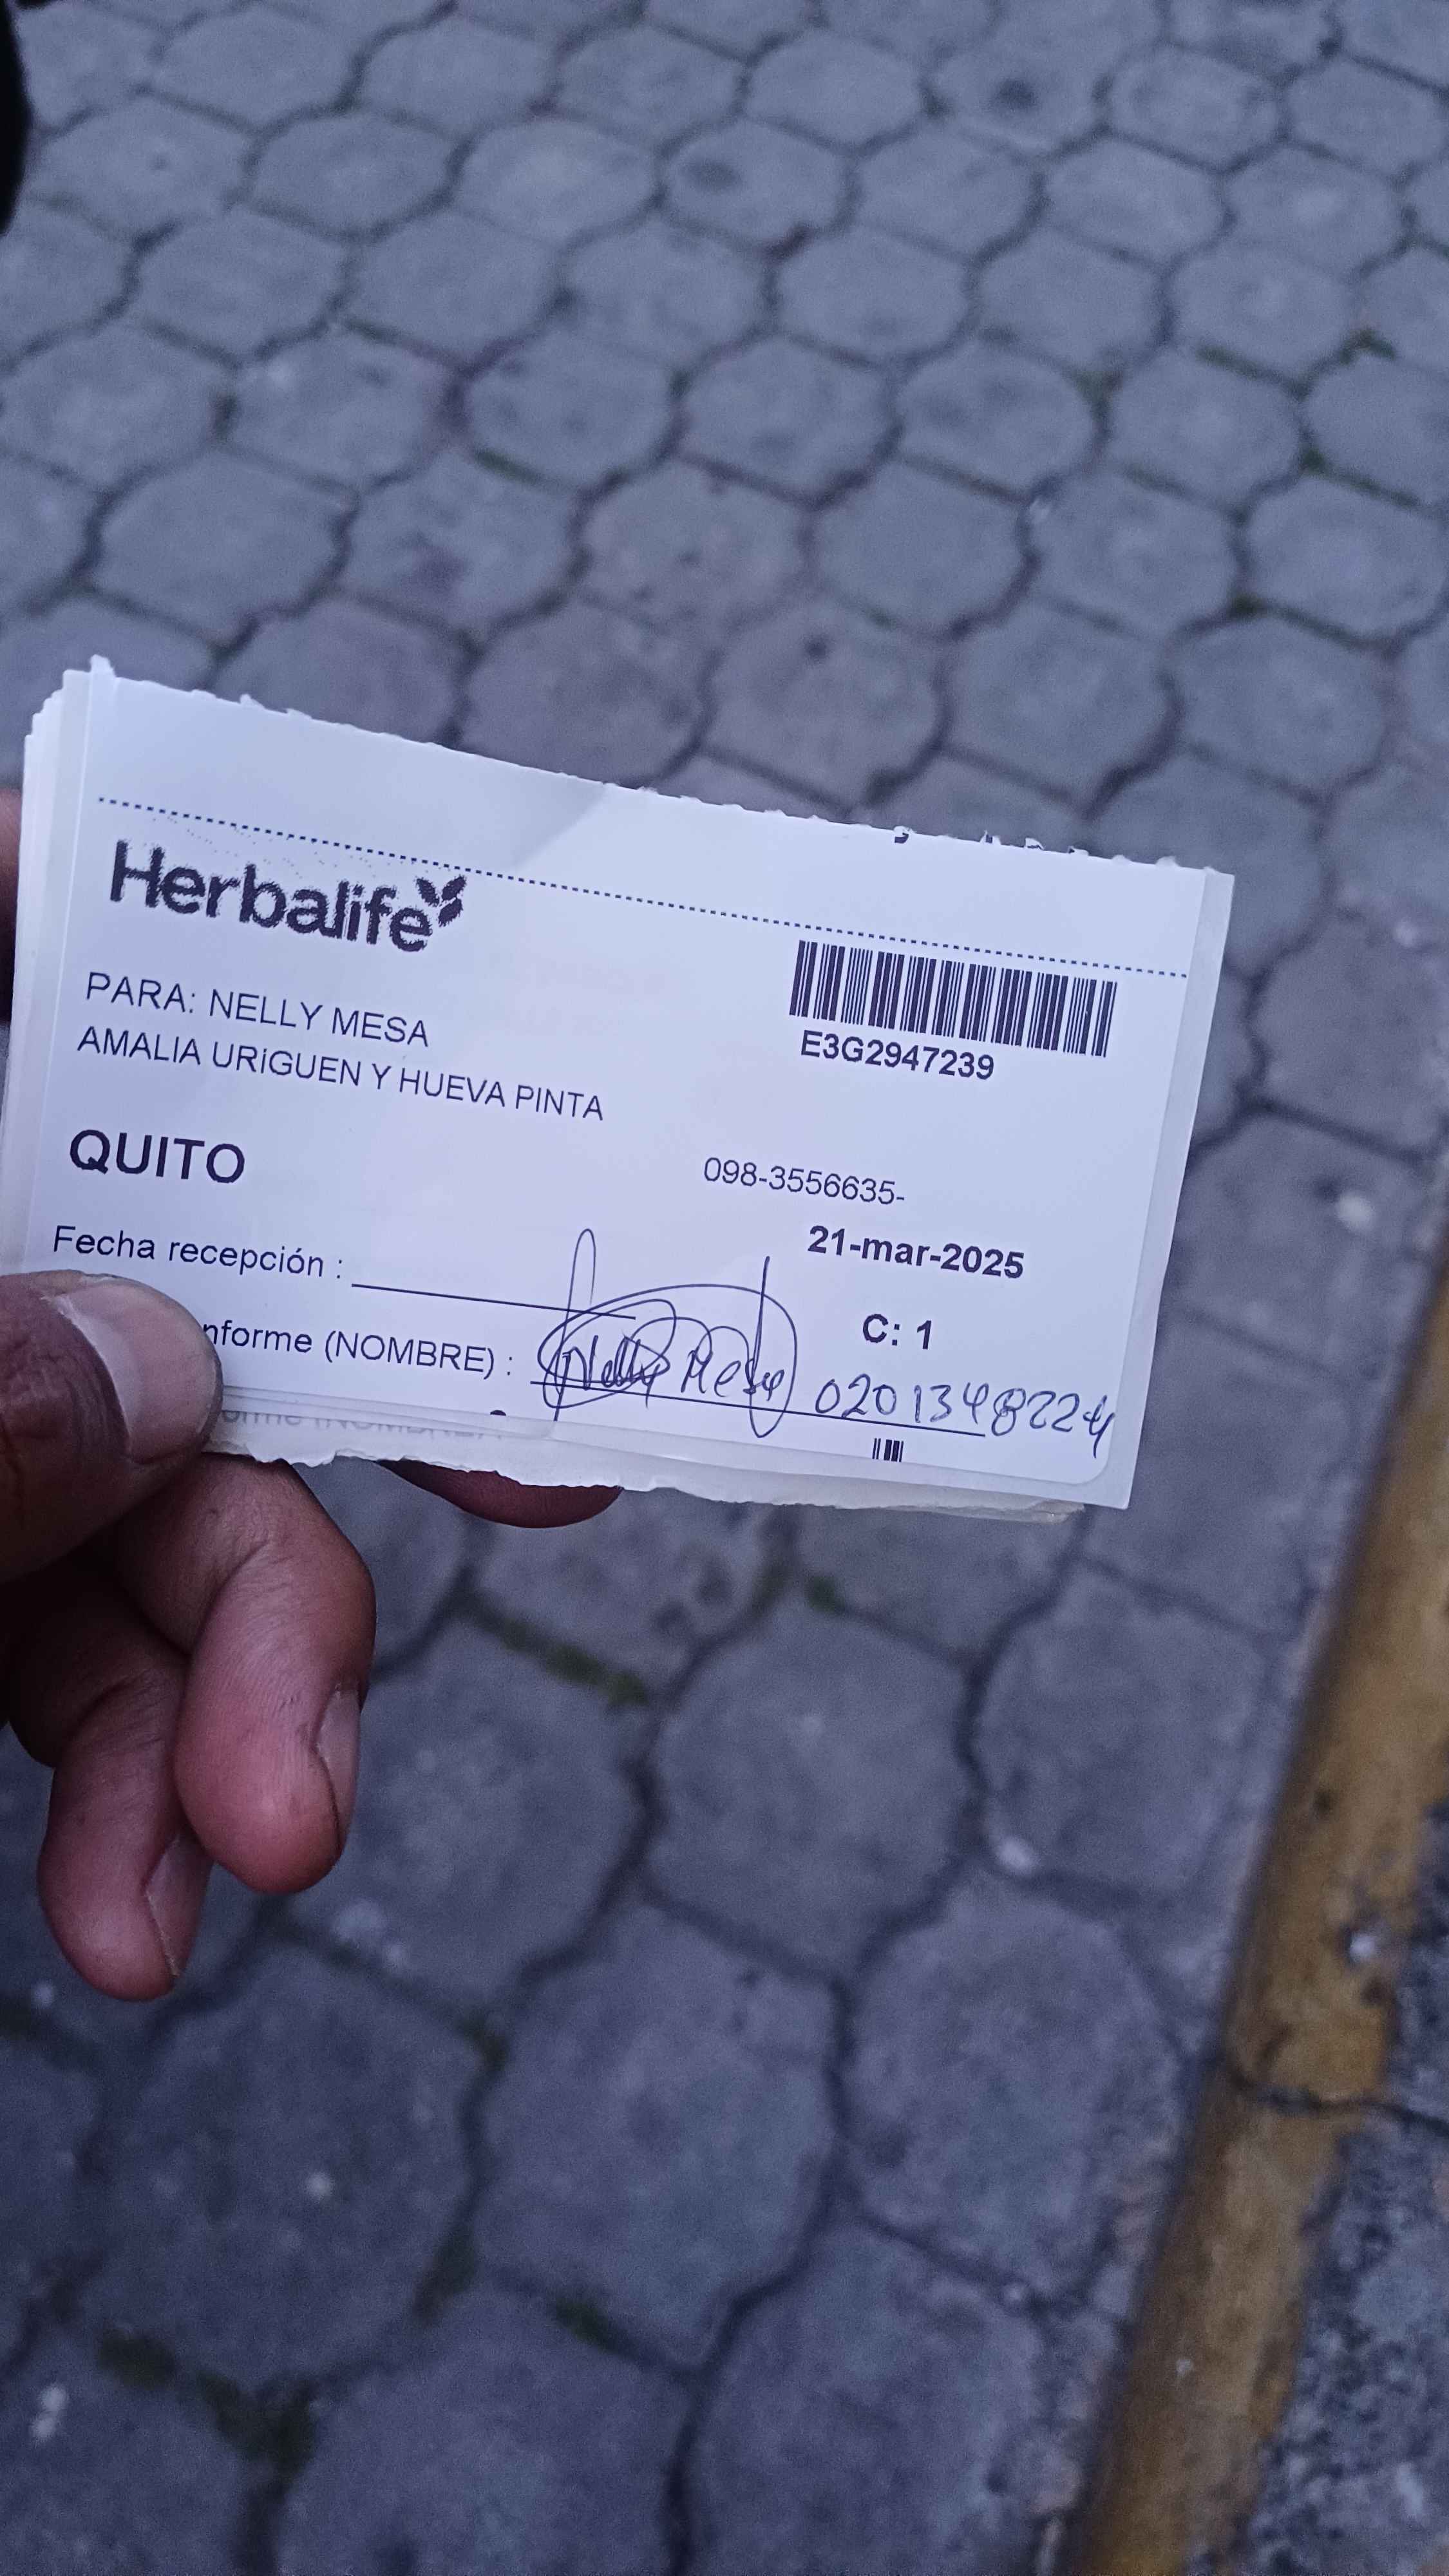 Herbalife
E3G2947239
PARA: NELLY MESA
AMALIA URiGUEN Y HUEVA PINTA
QUITO
098-3556635-
21-mar-2025
Fecha recepción :
C: 1
nforme (NOMBRE) : Nelly Mesa 0201348224